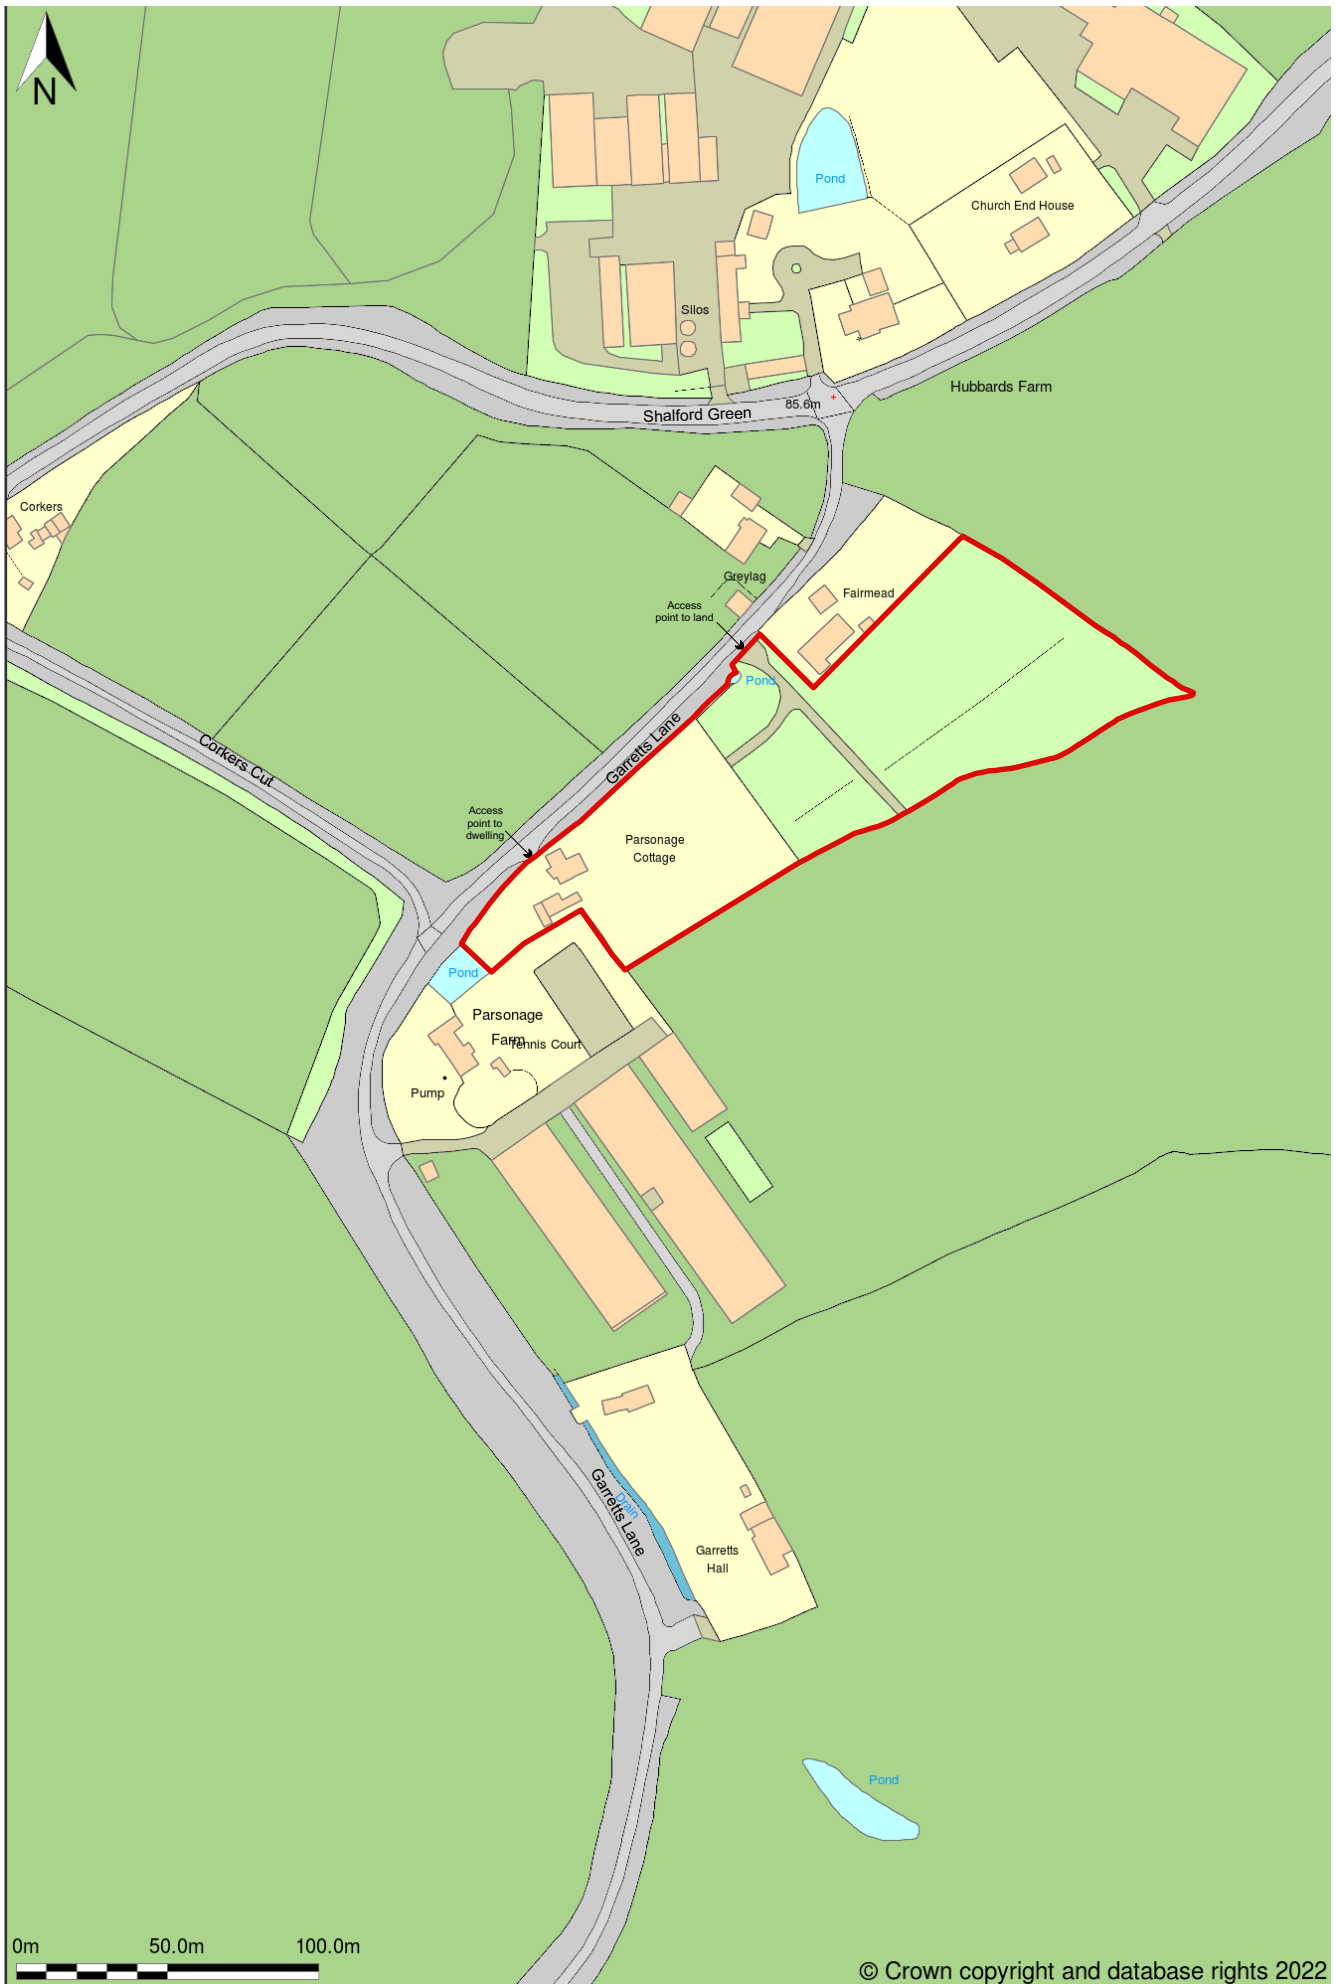 N
Pond
Church End House
Silos
Hubbards Farm
85.6m
Shalford Green
Corkers
Greylag
Fairmead
Access
point to land
Pond
Garretts Lane
Corkers Cut
Access
point to
dwelling
Parsonage
Cottage
Pond
Parsonage
Farm
Tennis Court
Pump
Garretts Lane
Drain
Garretts
Hall
Pond
0m
50.0m
100.0m
© Crown copyright and database rights 2022